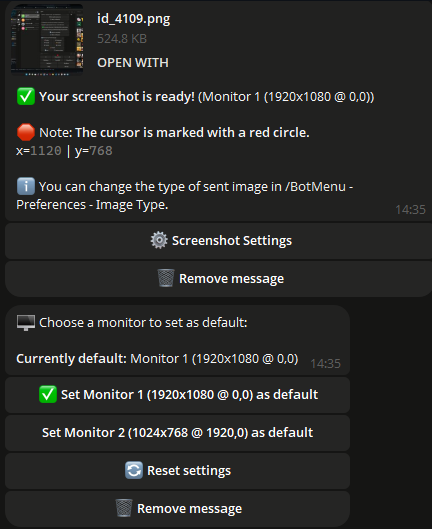 id_4109.png
524.8 KB
OPEN WITH
✅ Your screenshot is ready! (Monitor 1 (1920x1080 @ 0,0))
🛑 Note: The cursor is marked with a red circle.
x=1120 | y=768
ℹ️ You can change the type of sent image in /BotMenu -
Preferences - Image Type.
14:35
⚙️ Screenshot Settings
🗑️ Remove message
🖥️ Choose a monitor to set as default:
Currently default: Monitor 1 (1920x1080 @ 0,0)
14:35
✅ Set Monitor 1 (1920x1080 @ 0,0) as default
Set Monitor 2 (1024x768 @ 1920,0) as default
🔄 Reset settings
🗑️ Remove message